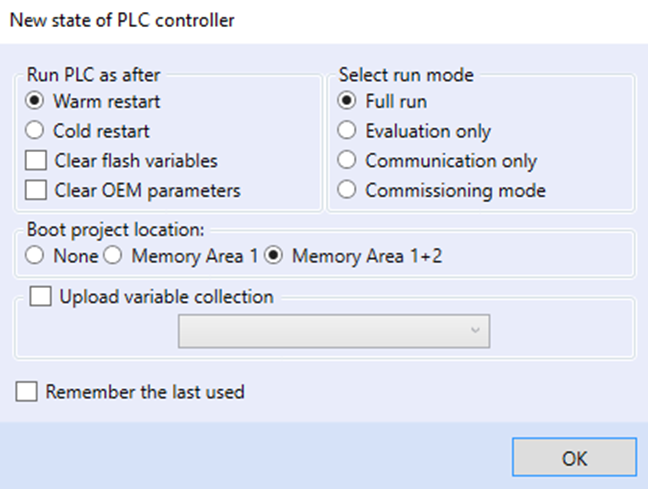 New state of PLC controller
Run PLC as after
Warm restart
Cold restart
Clear flash variables
Clear OEM parameters
Select run mode
Full run
Evaluation only
Communication only
Commissioning mode
Boot project location:
None Memory Area 1 Memory Area 1+2
Upload variable collection
Remember the last used
OK